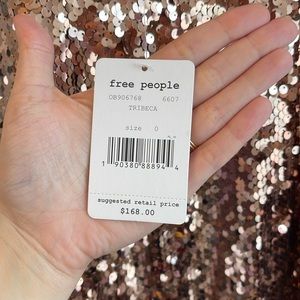 free people
OB906768 6607
TRIBECA
size 0
1 90380 88894 4
suggested retail price
$168.00